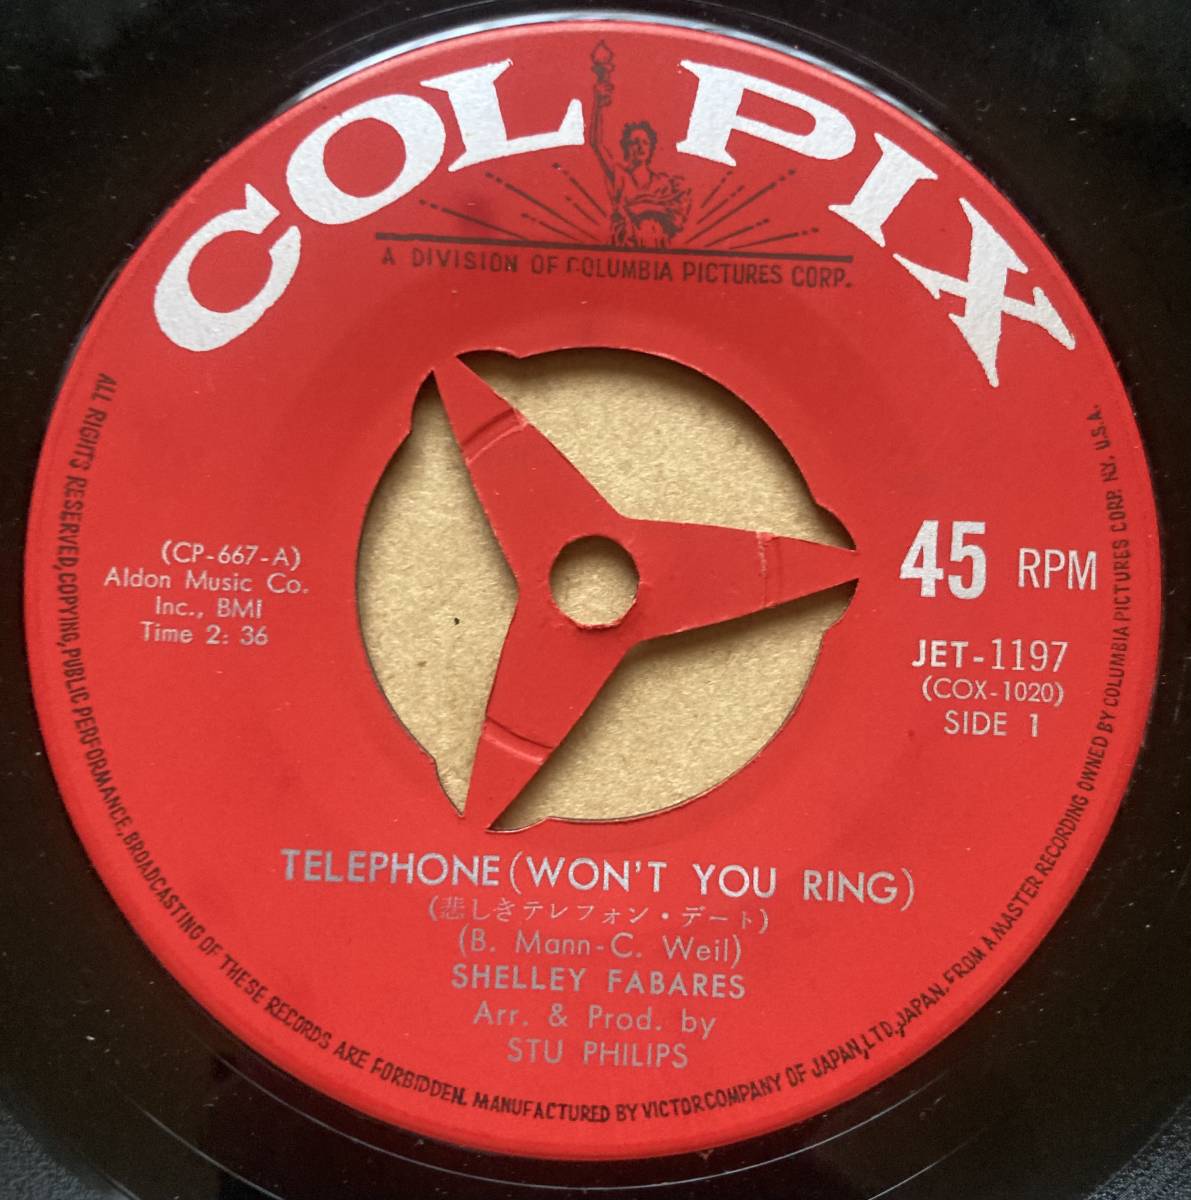 COLPIX
A DIVISION OF COLUMBIA PICTURES CORP.
(CP-667-A)
Aldon Music Co.
Inc., BMI
Time 2: 36
45 RPM
JET-1197
(COX-1020)
SIDE 1
TELEPHONE (WON'T YOU RING)
(悲しきテレフォン・デート)
(B. Mann-C. Weil)
SHELLEY FABARES
Arr. & Prod. by
STU PHILIPS
ALL RIGHTS RESERVED, COPYING, PUBLIC PERFORMANCE, BROADCASTING OF THESE RECORDS ARE FORBIDDEN. MANUFACTURED BY VICTOR COMPANY OF JAPAN, LTD, JAPAN, FROM A MASTER RECORDING OWNED BY COLUMBIA PICTURES CORP. NY. U.S.A.